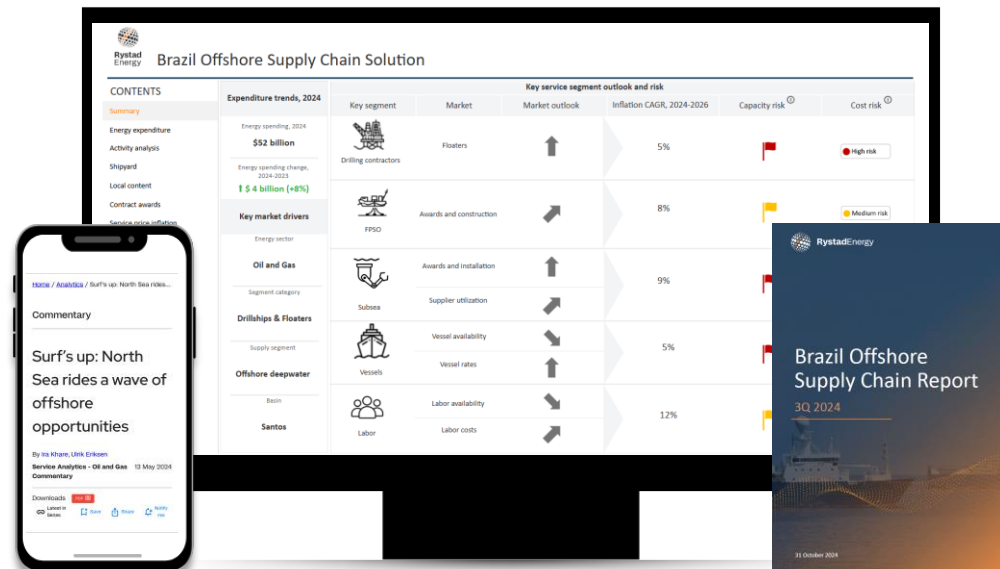 Rystad
Energy
Brazil Offshore Supply Chain Solution
CONTENTS
Summary
Energy expenditure
Activity analysis
Shipyard
Local content
Contract awards
Service price inflation
Expenditure trends, 2024
Energy spending, 2024
$52 billion
Energy spending change,
2024-2023
$ 4 billion (+8%)
Key market drivers
Energy sector
Oil and Gas
Segment category
Drillships & Floaters
Supply segment
Offshore deepwater
Basin
Santos
Key service segment outlook and risk
Key segment Market Market outlook Inflation CAGR, 2024-2026 Capacity risk Cost risk
Drilling contractors Floaters 5% High risk
FPSO Awards and construction 8% Medium risk
Subsea Awards and installation 9%
Supplier utilization
Vessels Vessel availability 5%
Vessel rates
Labor Labor availability 12%
Labor costs
Home / Analytics / Surf's up: North Sea rides...
Commentary
Surf's up: North
Sea rides a wave of
offshore
opportunities
By Ira Khare, Ulrik Eriksen
Service Analytics - Oil and Gas 13 May 2024
Commentary
Downloads PDF
Latest in
Series
Save
Share
Notify
me
RystadEnergy
Brazil Offshore
Supply Chain Report
3Q 2024
31 October 2024